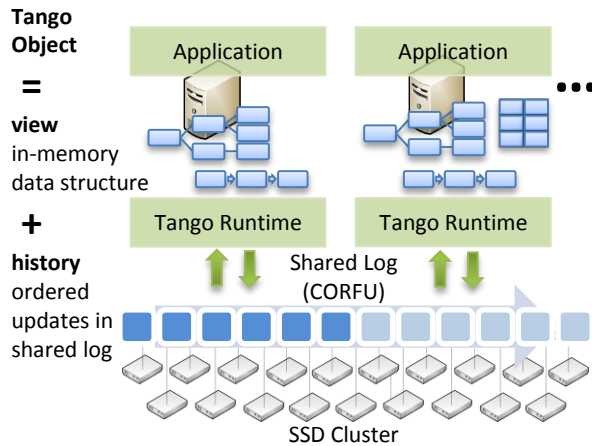 Tango
Object
=
view
in-memory
data structure
+
history
ordered
updates in
shared log
Application
Application
...
Tango Runtime
Tango Runtime
Shared Log
(CORFU)
SSD Cluster